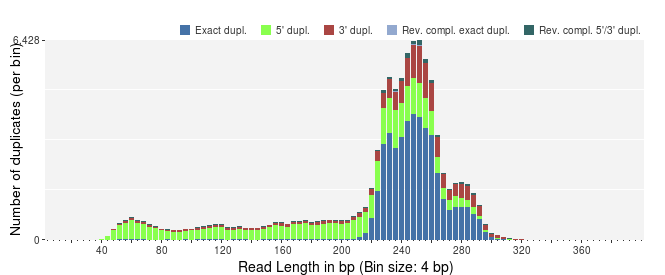 Exact dupl. 5' dupl. 3' dupl. Rev. compl. exact dupl. Rev. compl. 5'/3' dupl.
6,428
Number of duplicates (per bin)
0
40 80 120 160 200 240 280 320 360
Read Length in bp (Bin size: 4 bp)